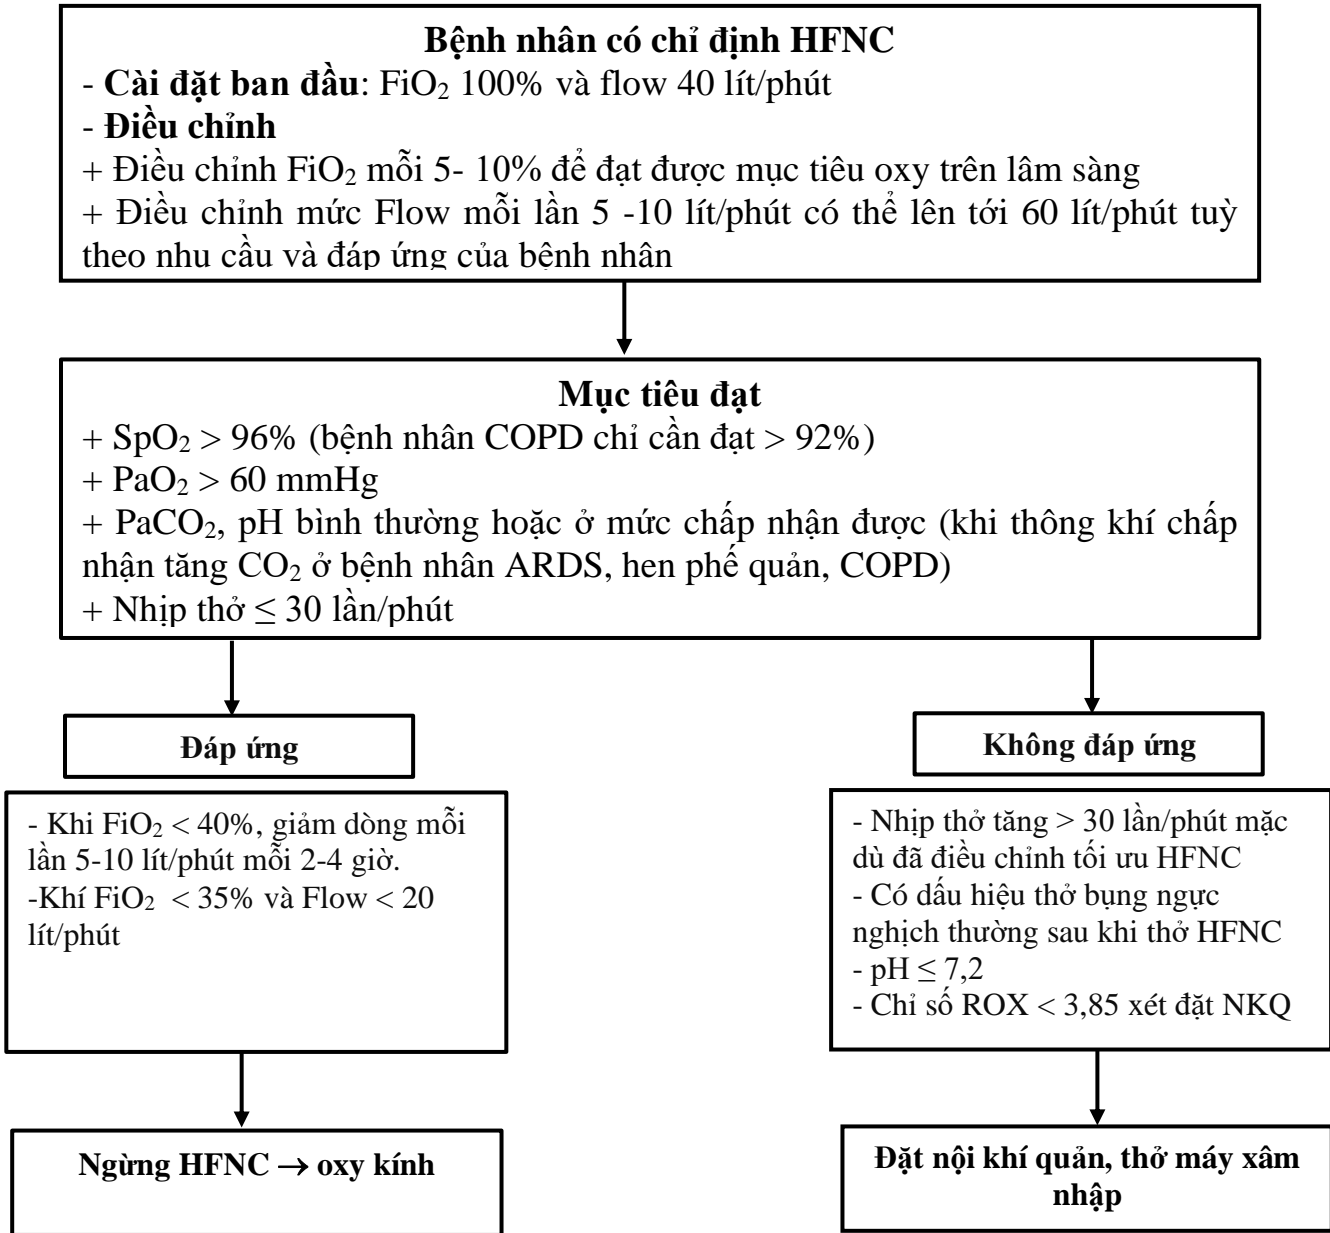 Bệnh nhân có chỉ định HFNC
- Cài đặt ban đầu: FiO₂ 100% và flow 40 lít/phút
- Điều chỉnh
+ Điều chỉnh FiO₂ mỗi 5- 10% để đạt được mục tiêu oxy trên lâm sàng
+ Điều chỉnh mức Flow mỗi lần 5 -10 lít/phút có thể lên tới 60 lít/phút tuỳ
theo nhu cầu và đáp ứng của bệnh nhân
Mục tiêu đạt
+ SpO₂ > 96% (bệnh nhân COPD chỉ cần đạt > 92%)
+ PaO₂ > 60 mmHg
+ PaCO₂, pH bình thường hoặc ở mức chấp nhận được (khi thông khí chấp
nhận tăng CO₂ ở bệnh nhân ARDS, hen phế quản, COPD)
+ Nhịp thở ≤ 30 lần/phút
Đáp ứng
- Khi FiO₂ < 40%, giảm dòng mỗi
lần 5-10 lít/phút mỗi 2-4 giờ.
-Khí FiO₂ < 35% và Flow < 20
lít/phút
Ngừng HFNC → oxy kính
Không đáp ứng
- Nhịp thở tăng > 30 lần/phút mặc
dù đã điều chỉnh tối ưu HFNC
- Có dấu hiệu thở bụng ngực
nghịch thường sau khi thở HFNC
- pH ≤ 7,2
- Chỉ số ROX < 3,85 xét đặt NKQ
Đặt nội khí quản, thở máy xâm
nhập